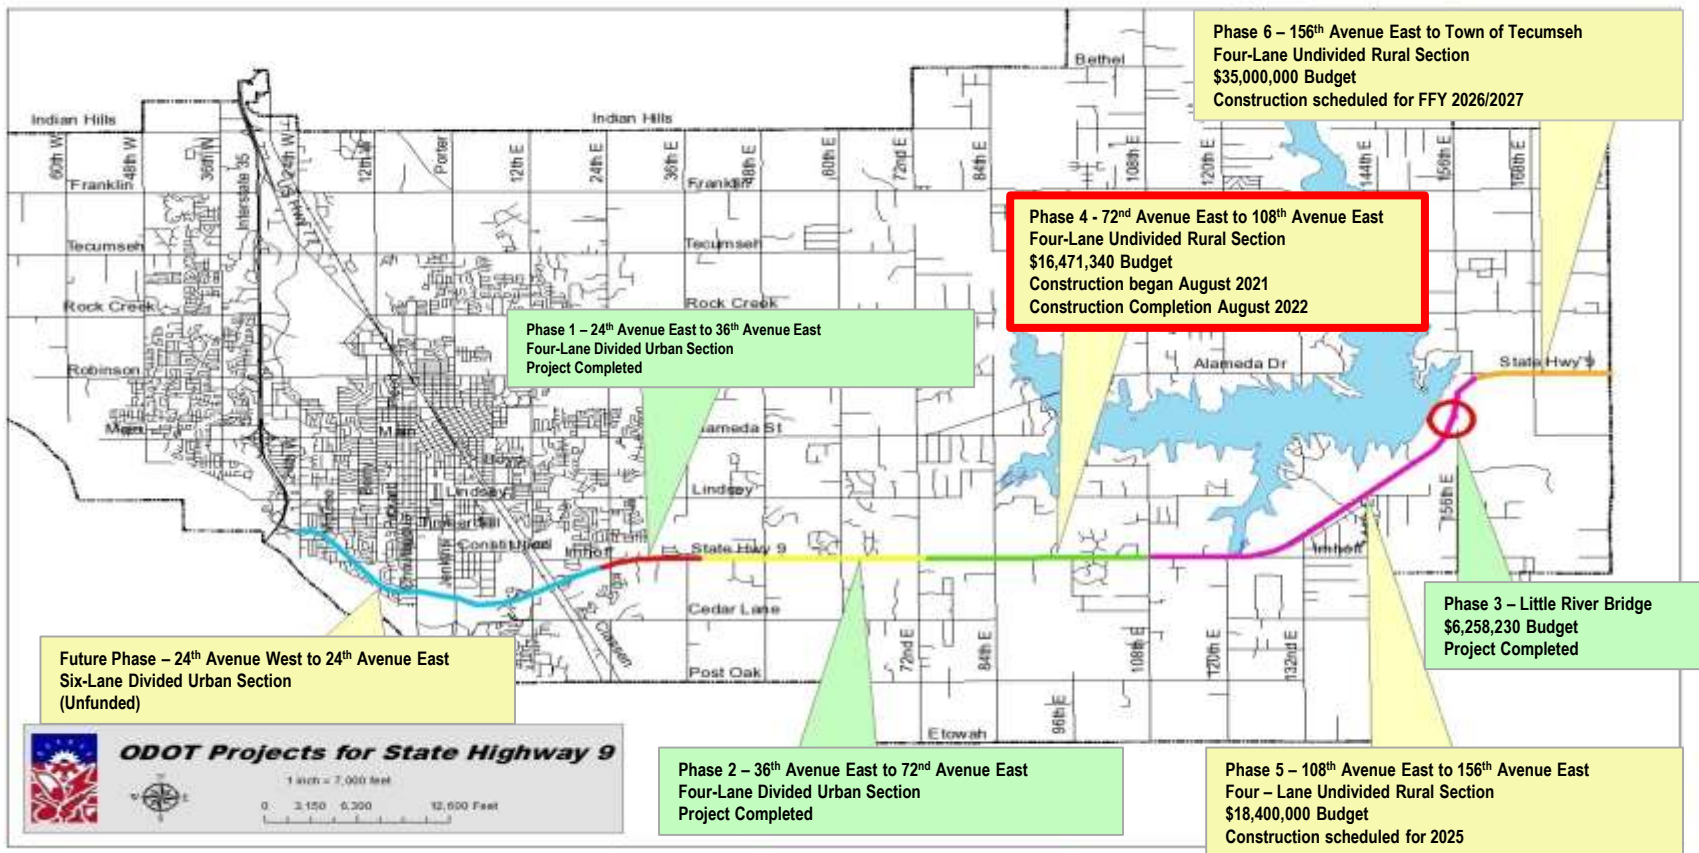 Phase 6 – 156th Avenue East to Town of Tecumseh
Four-Lane Undivided Rural Section
$35,000,000 Budget
Construction scheduled for FFY 2026/2027
Bethel
Indian Hills
Indian Hills
60th W
48th W
36th W
Interstate 35
24th W
12th W
Porter
12th E
24th E
36th E
48th E
60th E
72nd E
84th E
108th E
120th E
144th E
156th E
168th E
Franklin
Franklin
Phase 4 - 72nd Avenue East to 108th Avenue East
Four-Lane Undivided Rural Section
$16,471,340 Budget
Construction began August 2021
Construction Completion August 2022
Tecumseh
Tecumseh
Rock Creek
Rock Creek
Phase 1 – 24th Avenue East to 36th Avenue East
Four-Lane Divided Urban Section
Project Completed
Robinson
Alameda Dr
State Hwy 9
Main
Main
Alameda St
24th W
Berry
Boyd
Lindsey
Lindsey
156th E
Timberdell
Constitution
Jenkins
Imhoff
State Hwy 9
Imhoff
Cedar Lane
Classen
Phase 3 – Little River Bridge
$6,258,230 Budget
Project Completed
72nd E
84th E
108th E
120th E
132nd E
Post Oak
Future Phase – 24th Avenue West to 24th Avenue East
Six-Lane Divided Urban Section
(Unfunded)
96th E
Etowah
ODOT Projects for State Highway 9
1 inch = 7,000 feet
W E
0 3,150 6,300 12,600 Feet
Phase 2 – 36th Avenue East to 72nd Avenue East
Four-Lane Divided Urban Section
Project Completed
Phase 5 – 108th Avenue East to 156th Avenue East
Four – Lane Undivided Rural Section
$18,400,000 Budget
Construction scheduled for 2025